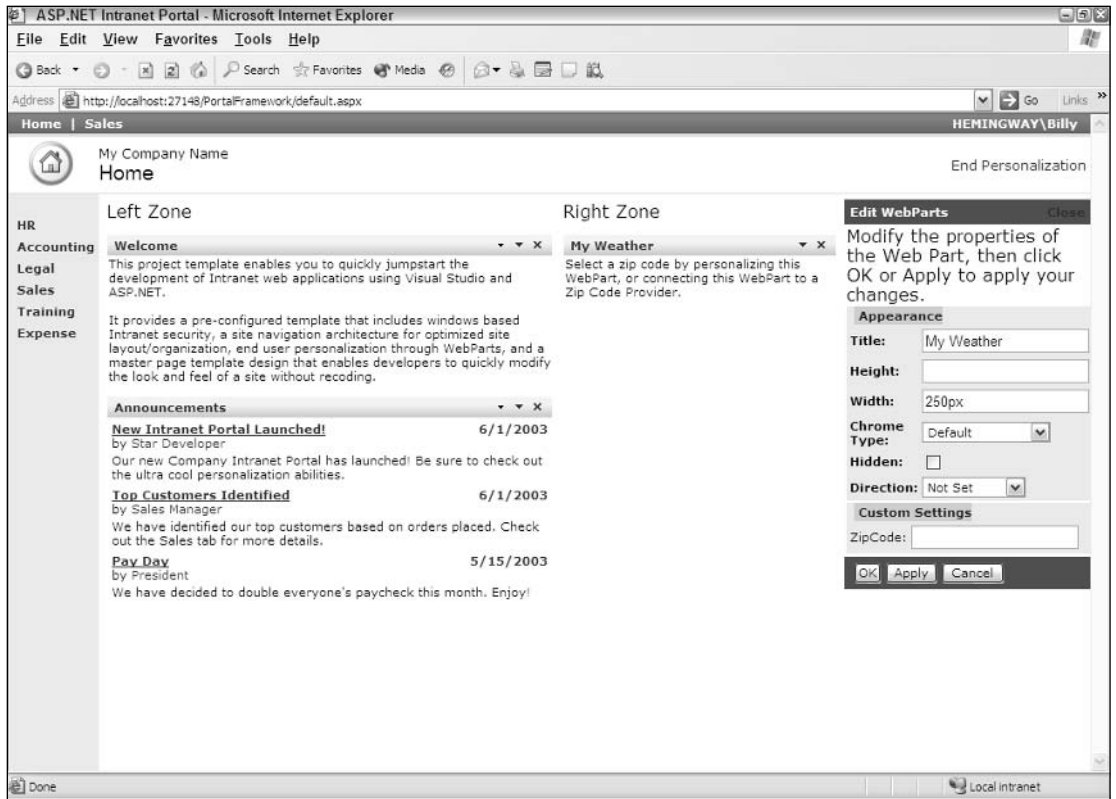 ASP.NET Intranet Portal - Microsoft Internet Explorer
File Edit View Favorites Tools Help
Back Search Favorites Media
Address http://localhost:27148/PortalFramework/default.aspx Go Links »
Home | Sales HEMINGWAY\Billy
My Company Name
Home
End Personalization
HR
Accounting
Legal
Sales
Training
Expense
Left Zone
Welcome
This project template enables you to quickly jumpstart the
development of Intranet web applications using Visual Studio and
ASP.NET.
It provides a pre-configured template that includes windows based
Intranet security, a site navigation architecture for optimized site
layout/organization, end user personalization through WebParts, and a
master page template design that enables developers to quickly modify
the look and feel of a site without recoding.
Announcements
New Intranet Portal Launched! 6/1/2003
by Star Developer
Our new Company Intranet Portal has launched! Be sure to check out
the ultra cool personalization abilities.
Top Customers Identified 6/1/2003
by Sales Manager
We have identified our top customers based on orders placed. Check
out the Sales tab for more details.
Pay Day 5/15/2003
by President
We have decided to double everyone's paycheck this month. Enjoy!
Right Zone
My Weather
Select a zip code by personalizing this
WebPart, or connecting this WebPart to a
Zip Code Provider.
Edit WebParts Close
Modify the properties of
the Web Part, then click
OK or Apply to apply your
changes.
Appearance
Title: My Weather
Height:
Width: 250px
Chrome
Type: Default
Hidden:
Direction: Not Set
Custom Settings
ZipCode:
OK Apply Cancel
Done Local intranet